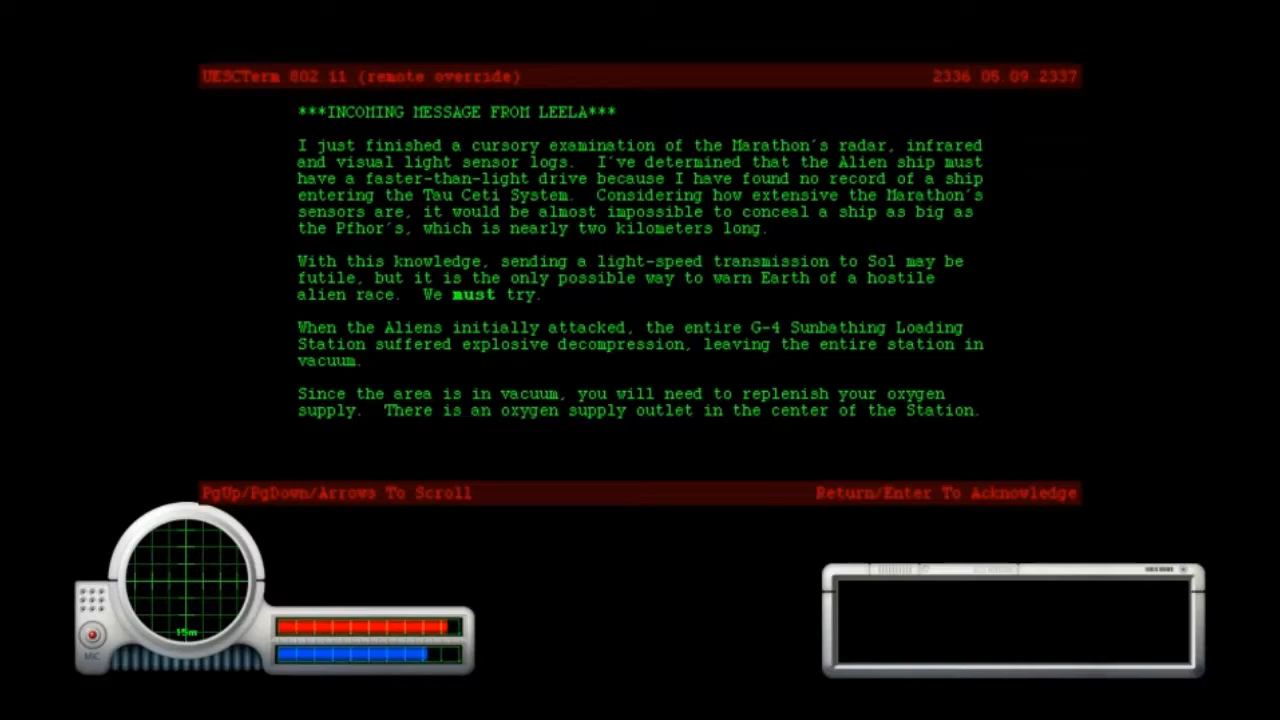 UESCTerm 802 11 (remote override)
2336 05 09 2337
***INCOMING MESSAGE FROM LEELA***
I just finished a cursory examination of the Marathon's radar, infrared
and visual light sensor logs.  I've determined that the Alien ship must
have a faster-than-light drive because I have found no record of a ship
entering the Tau Ceti System.  Considering how extensive the Marathon's
sensors are, it would be almost impossible to conceal a ship as big as
the Pfhor's, which is nearly two kilometers long.
With this knowledge, sending a light-speed transmission to Sol may be
futile, but it is the only possible way to warn Earth of a hostile
alien race.  We must try.
When the Aliens initially attacked, the entire G-4 Sunbathing Loading
Station suffered explosive decompression, leaving the entire station in
vacuum.
Since the area is in vacuum, you will need to replenish your oxygen
supply.  There is an oxygen supply outlet in the center of the Station.
PgUp/PgDown/Arrows To Scroll
Return/Enter To Acknowledge
15m
MIC